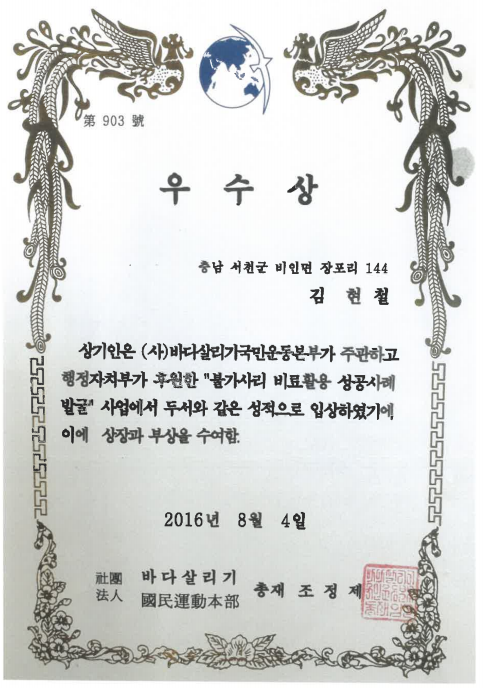 第 903 號
우 수 상
충남 서천군 비인면 장포리 144
김 현 철
상기인은 (사)바다살리기국민운동본부가 주관하고
행정자치부가 후원한 "불가사리 비료활용 성공사례
발굴" 사업에서 두서와 같은 성적으로 입상하였기에
이에 상장과 부상을 수여함.
2016년 8월 4일
社團法人 바다살리기國民運動本部 총재 조정제